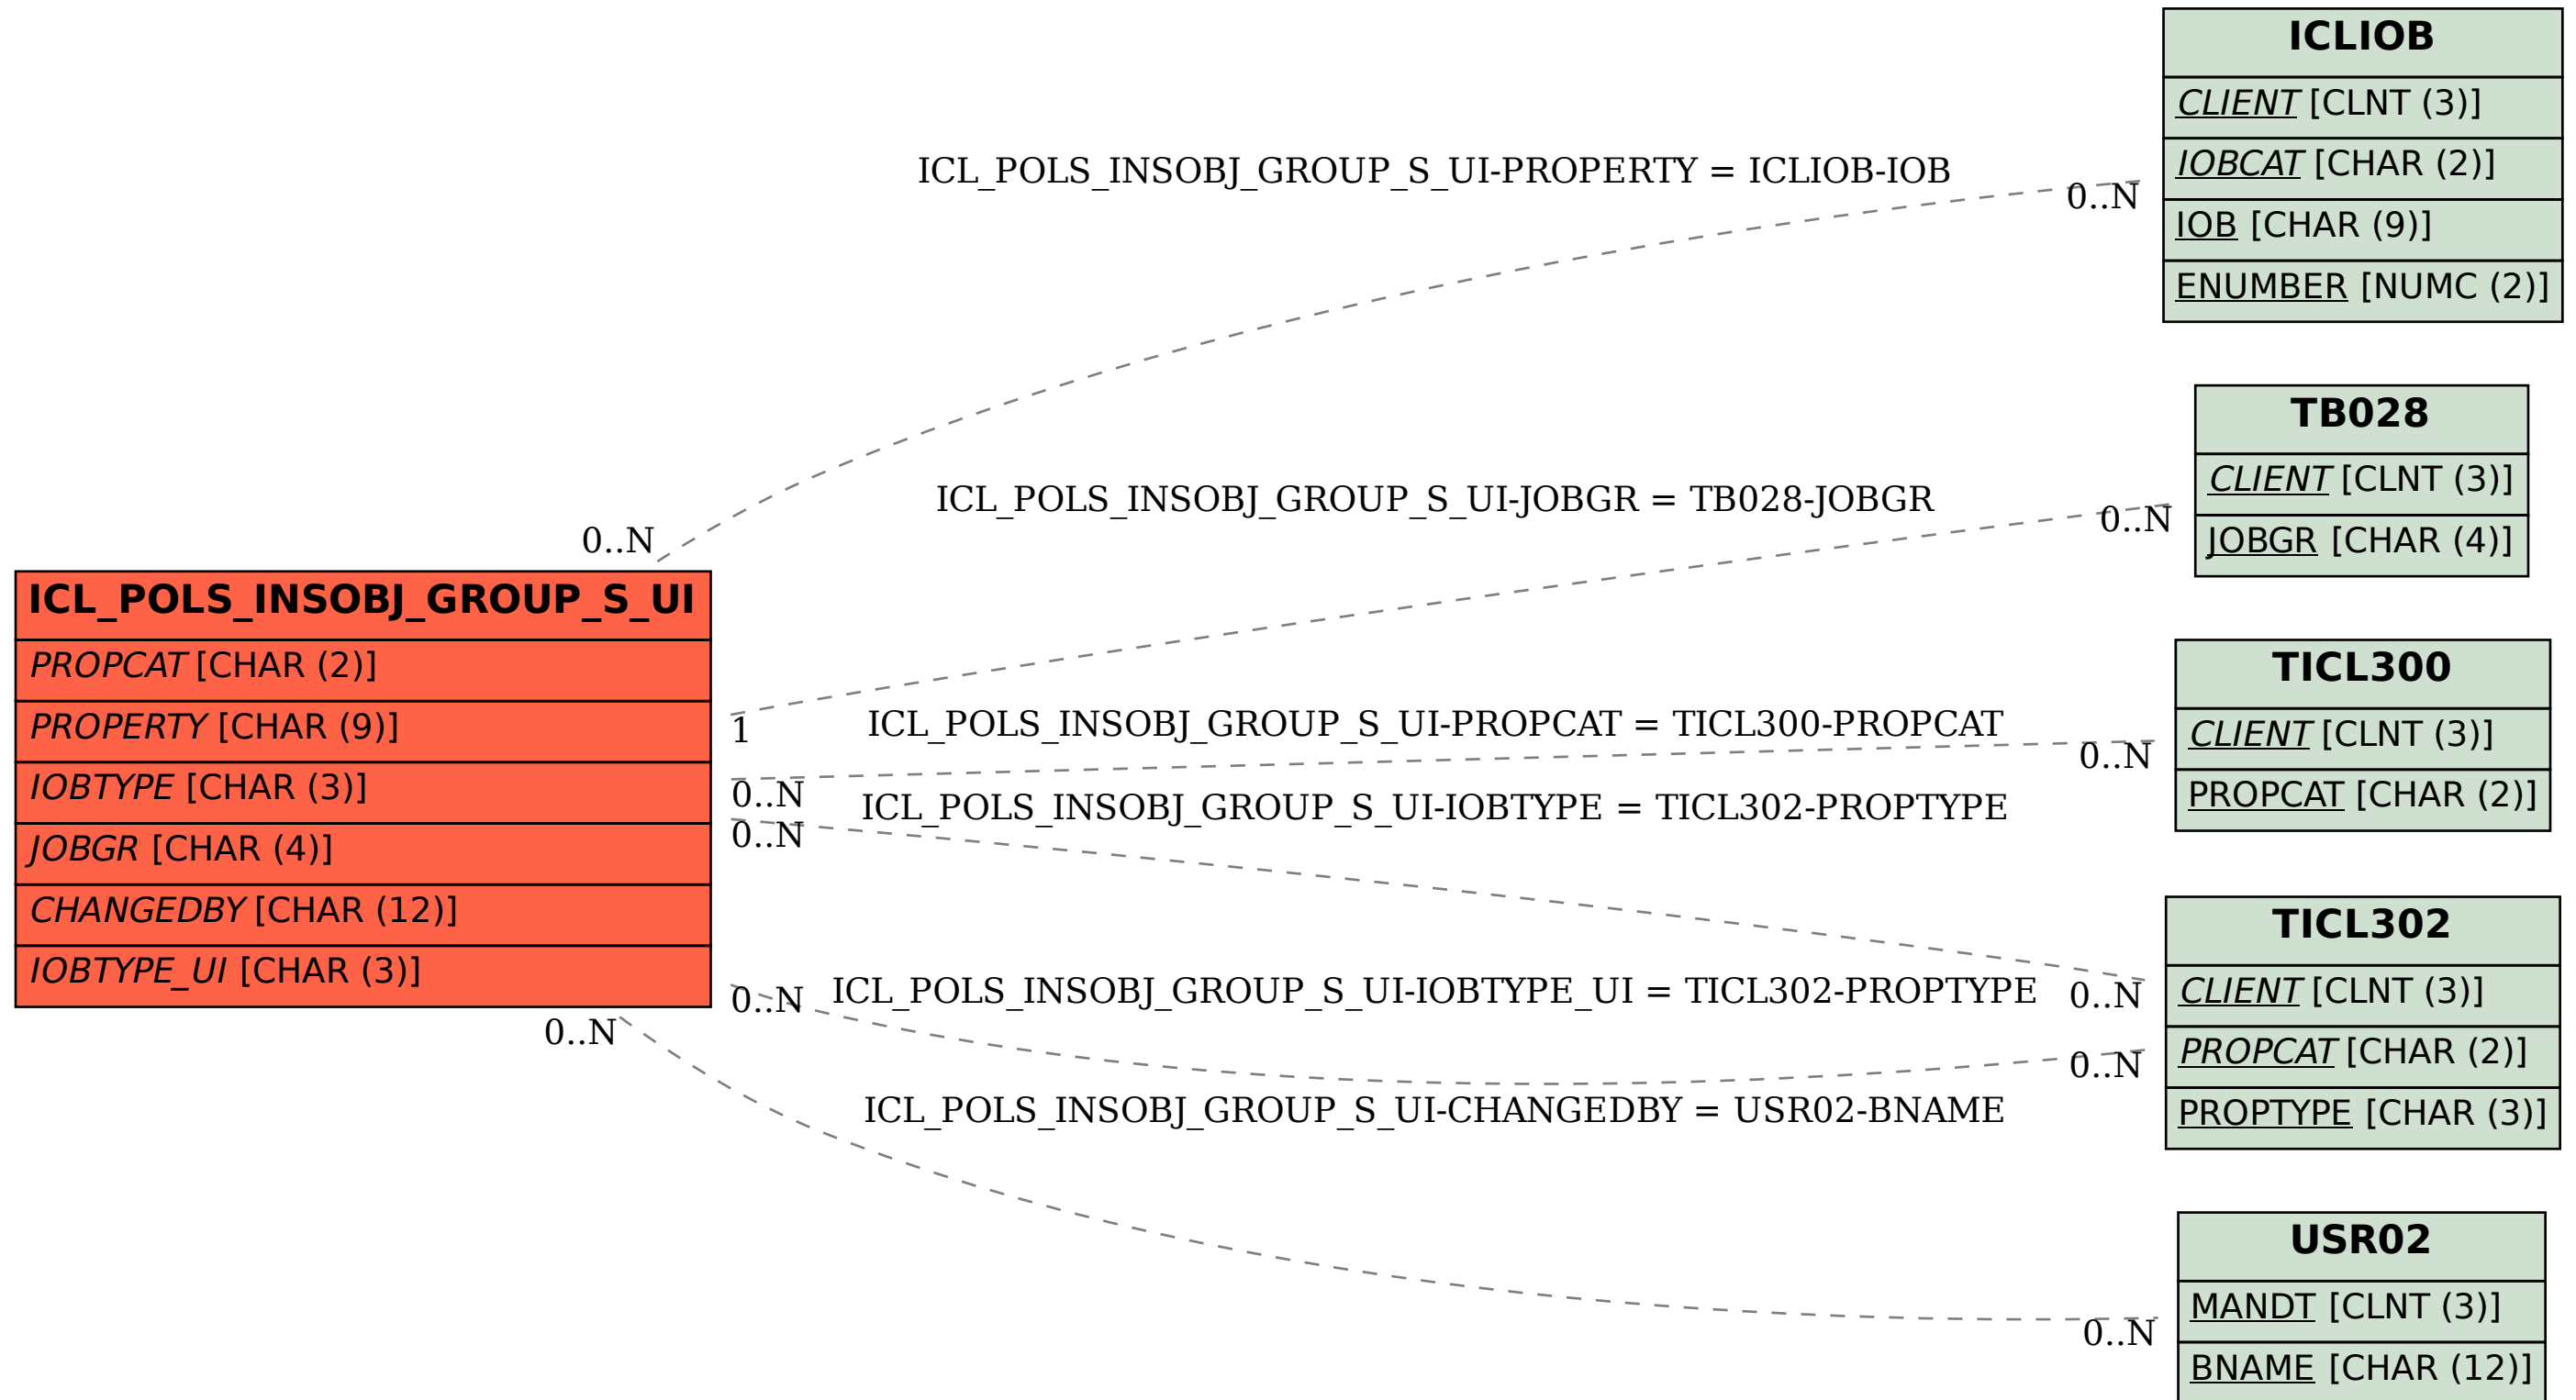 ICLIOB
CLIENT [CLNT (3)]
IOBCAT [CHAR (2)]
IOB [CHAR (9)]
ENUMBER [NUMC (2)]
ICL_POLS_INSOBJ_GROUP_S_UI-PROPERTY = ICLIOB-IOB
0..N
0..N
TB028
CLIENT [CLNT (3)]
JOBGR [CHAR (4)]
ICL_POLS_INSOBJ_GROUP_S_UI-JOBGR = TB028-JOBGR
0..N
1
ICL_POLS_INSOBJ_GROUP_S_UI
PROPCAT [CHAR (2)]
PROPERTY [CHAR (9)]
IOBTYPE [CHAR (3)]
JOBGR [CHAR (4)]
CHANGEDBY [CHAR (12)]
IOBTYPE_UI [CHAR (3)]
TICL300
CLIENT [CLNT (3)]
PROPCAT [CHAR (2)]
ICL_POLS_INSOBJ_GROUP_S_UI-PROPCAT = TICL300-PROPCAT
0..N
0..N
ICL_POLS_INSOBJ_GROUP_S_UI-IOBTYPE = TICL302-PROPTYPE
0..N
0..N
TICL302
CLIENT [CLNT (3)]
PROPCAT [CHAR (2)]
PROPTYPE [CHAR (3)]
ICL_POLS_INSOBJ_GROUP_S_UI-IOBTYPE_UI = TICL302-PROPTYPE
0..N
0..N
ICL_POLS_INSOBJ_GROUP_S_UI-CHANGEDBY = USR02-BNAME
0..N
0..N
USR02
MANDT [CLNT (3)]
BNAME [CHAR (12)]